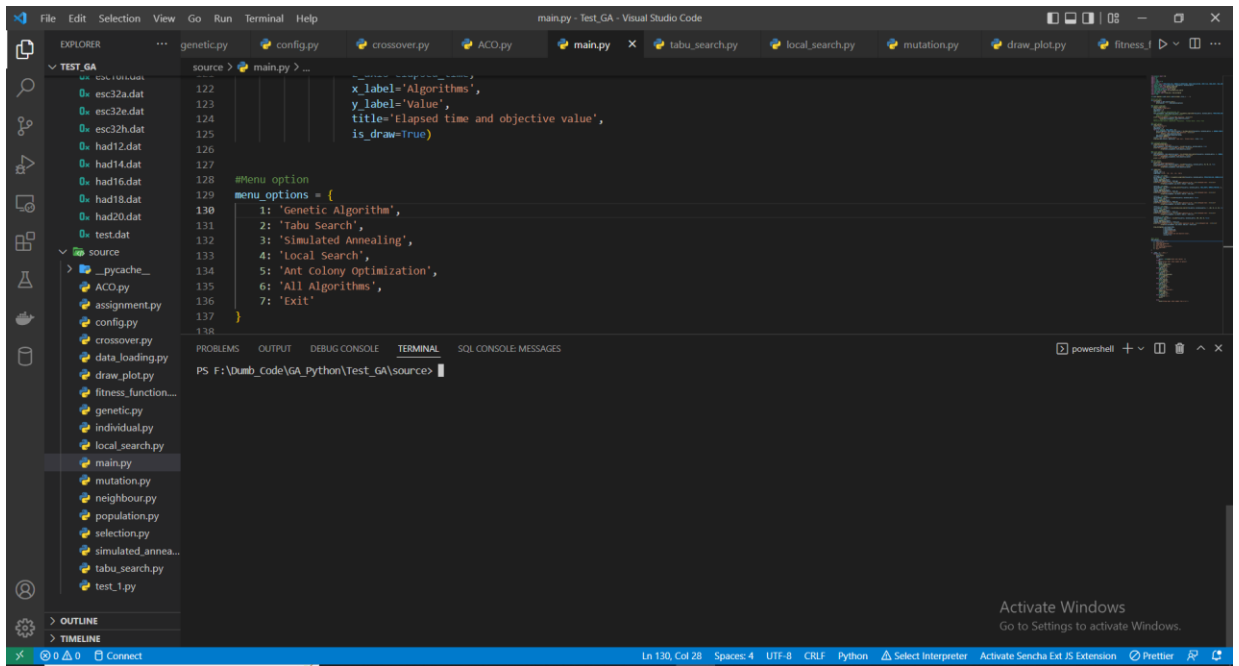 File Edit Selection View Go Run Terminal Help main.py - Test_GA - Visual Studio Code
EXPLORER ...
genetic.py config.py crossover.py ACO.py main.py tabu_search.py local_search.py mutation.py draw_plot.py fitness_f
TEST_GA
source > main.py > ...
esc32a.dat
esc32e.dat
esc32h.dat
had12.dat
had14.dat
had16.dat
had18.dat
had20.dat
test.dat
source
__pycache__
ACO.py
assignment.py
config.py
crossover.py
data_loading.py
draw_plot.py
fitness_function....
genetic.py
individual.py
local_search.py
main.py
mutation.py
neighbour.py
population.py
selection.py
simulated_annea...
tabu_search.py
test_1.py
OUTLINE
TIMELINE
122 x_label='Algorithms',
123 y_label='Value',
124 title='Elapsed time and objective value',
125 is_draw=True)
126
127
128 #Menu option
129 menu_options = {
130 1: 'Genetic Algorithm',
131 2: 'Tabu Search',
132 3: 'Simulated Annealing',
133 4: 'Local Search',
134 5: 'Ant Colony Optimization',
135 6: 'All Algorithms',
136 7: 'Exit'
137 }
138
PROBLEMS OUTPUT DEBUG CONSOLE TERMINAL SQL CONSOLE: MESSAGES powershell
PS F:\Dumb_Code\GA_Python\Test_GA\source>
Activate Windows
Go to Settings to activate Windows.
0 0 Connect Ln 130, Col 28 Spaces: 4 UTF-8 CRLF Python Select Interpreter Activate Sencha Ext JS Extension Prettier